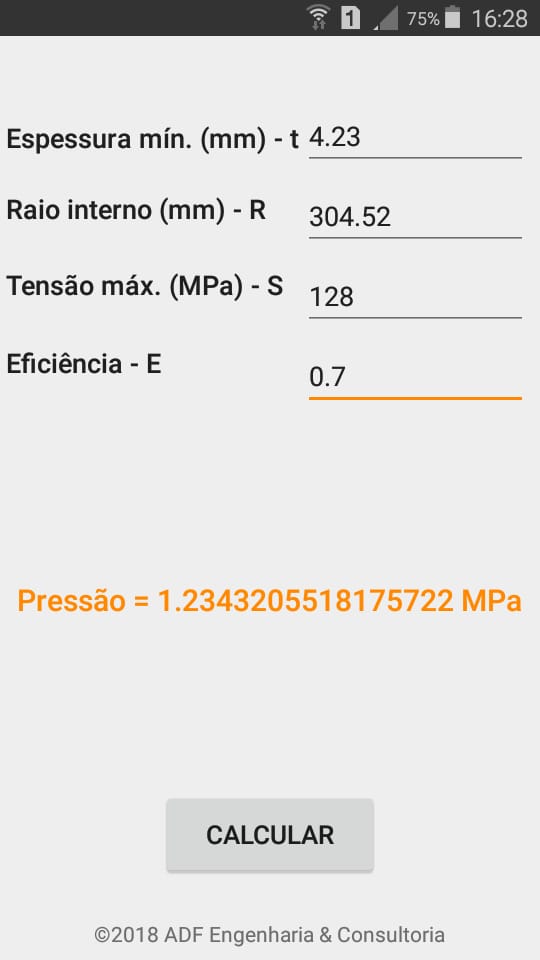 1 75% 16:28
Espessura mín. (mm) - t 4.23
Raio interno (mm) - R 304.52
Tensão máx. (MPa) - S 128
Eficiência - E 0.7
Pressão = 1.2343205518175722 MPa
CALCULAR
©2018 ADF Engenharia & Consultoria